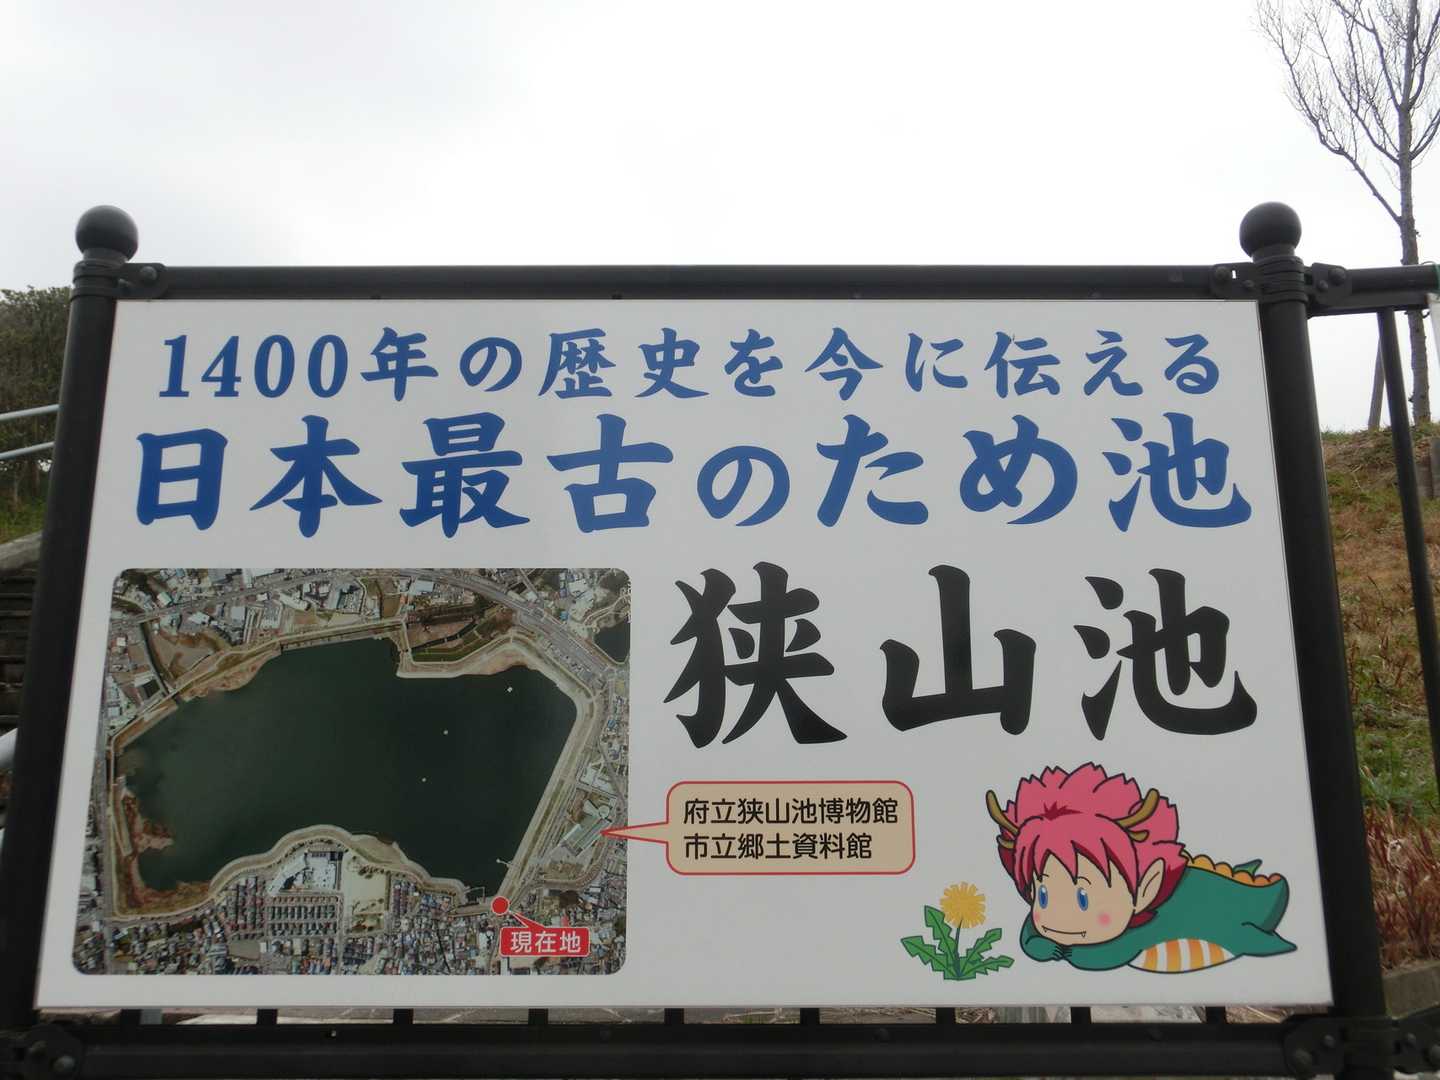 1400年の歴史を今に伝える
日本最古のため池
狭山池
府立狭山池博物館
市立郷土資料館
現在地